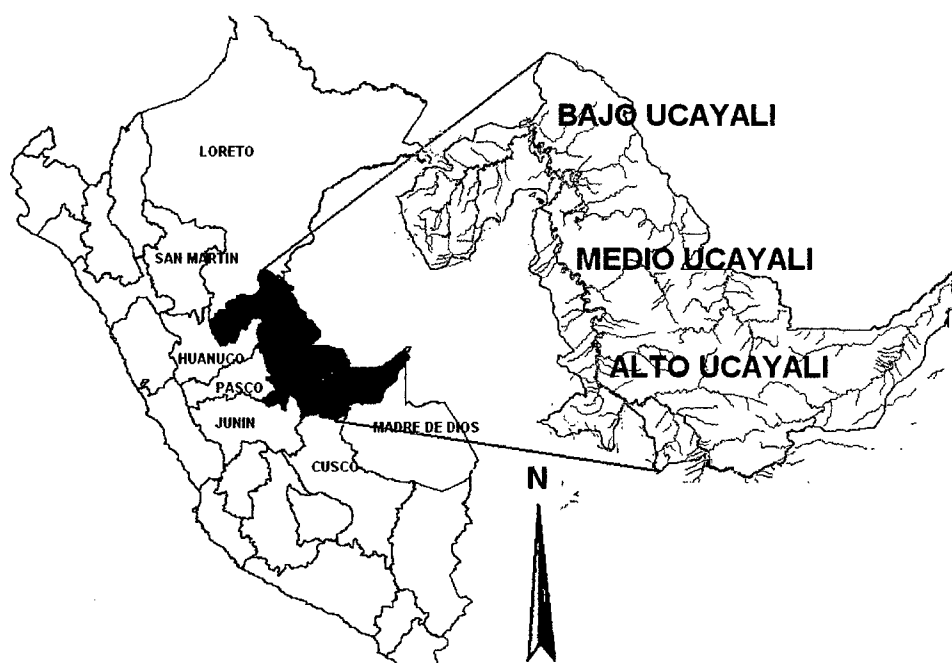 BAJO UCAYALI
LORETO
SAN MARTIN
MEDIO UCAYALI
HUANUCO
ALTO UCAYALI
PASCO
JUNIN
MADRE DE DIOS
CUSCO
N